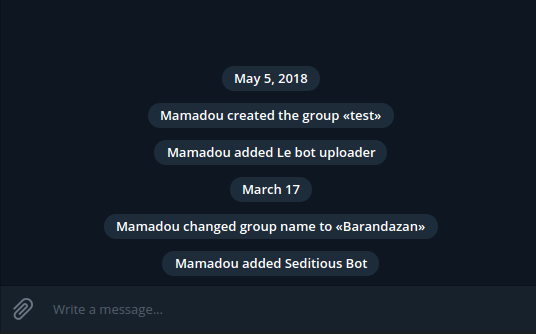 May 5, 2018
Mamadou created the group «test»
Mamadou added Le bot uploader
March 17
Mamadou changed group name to «Barandazan»
Mamadou added Seditious Bot
Write a message...